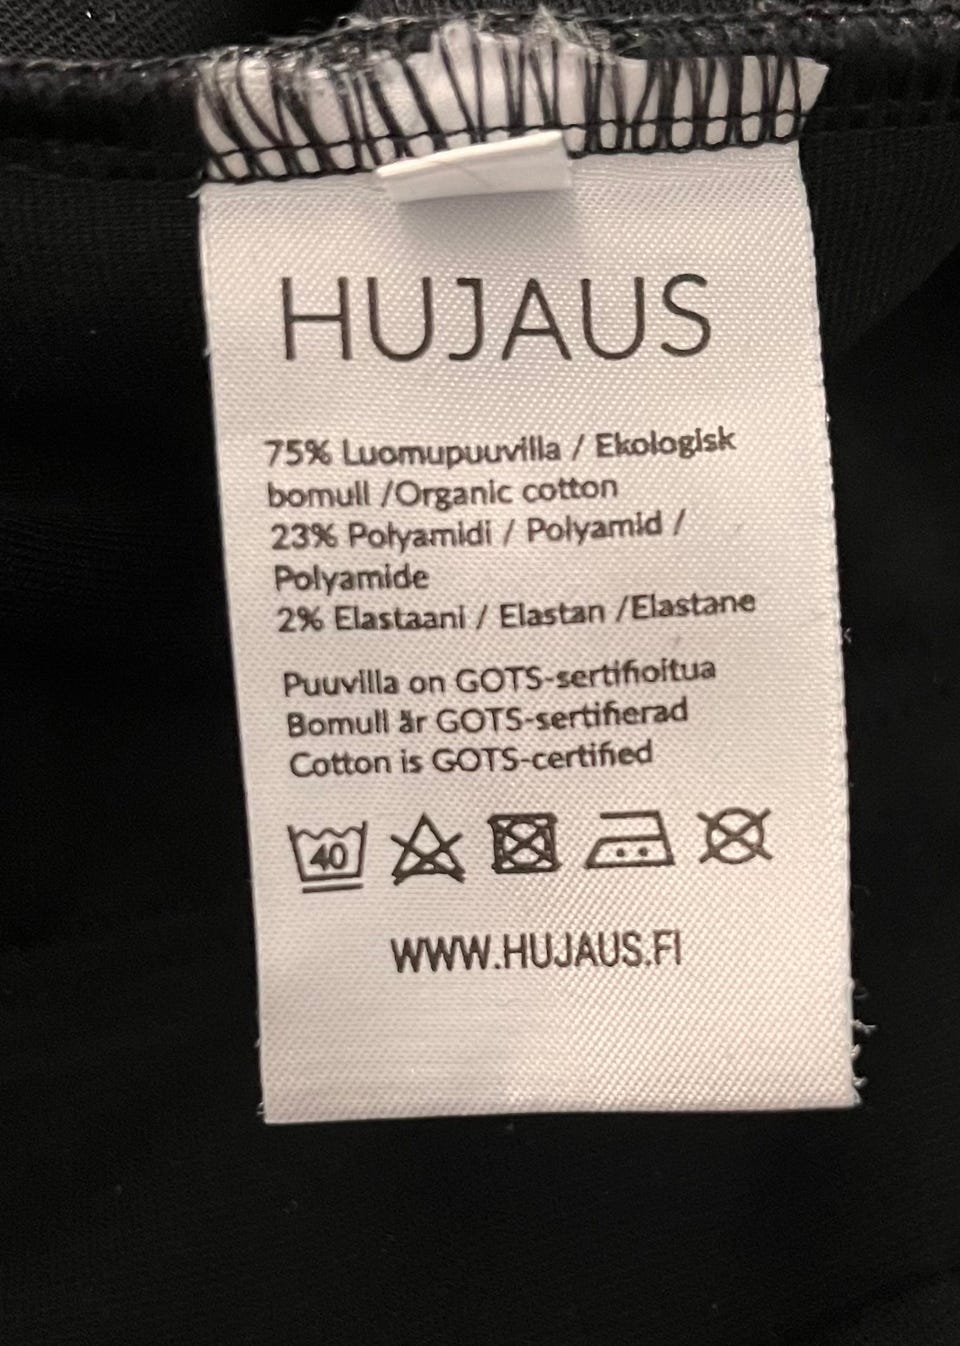 HUJAUS
75% Luomupuuvilla / Ekologisk
bomull /Organic cotton
23% Polyamidi / Polyamid /
Polyamide
2% Elastaani / Elastan /Elastane
Puuvilla on GOTS-sertifioitua
Bomull är GOTS-sertifierad
Cotton is GOTS-certified
40
WWW.HUJAUS.FI